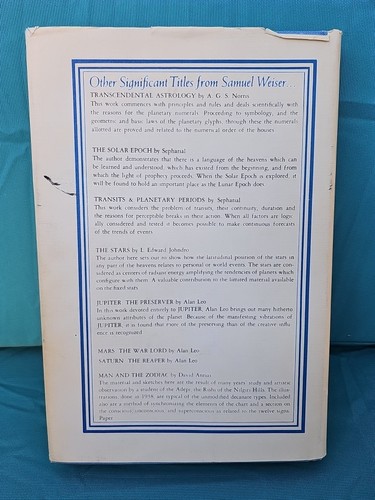 Other Significant Titles from Samuel Weiser...
TRANSCENDENTAL ASTROLOGY by A. G. S. Norris
This work commences with principles and rules and deals scientifically with
the reasons for the planetary numerals. Proceeding to symbology, and the
geometric and basic laws of the planetary glyphs, through these the numerals
allotted are proved and related to the numerical order of the houses
THE SOLAR EPOCH by Sepharial
The author demonstrates that there is a language of the heavens which can
be learned and understood, which has existed from the beginning, and from
which the light of prophecy proceeds. When the Solar Epoch is explored, it
will be found to hold an important place as the Lunar Epoch does
TRANSITS & PLANETARY PERIODS by Sepharial
This work considers the problem of transits, their continuity, duration and
the reasons for perceptible breaks in their action. When all factors are logic-
ally considered and tested it becomes possible to make continuous forecasts
of the trends of events.
THE STARS by L. Edward Johndro
The author here sets out to show how the latitudinal position of the stars in
any part of the heavens relates to personal or world events. The stars are con-
sidered as centers of radiant energy amplifying the tendencies of planets which
configurate with them. A valuable contribution to the limited material available
on the fixed stars.
JUPITER THE PRESERVER by Alan Leo
In this work devoted entirely to JUPITER, Alan Leo brings out many hitherto
unknown attributes of the planet. Because of the manifesting vibrations of
JUPITER, it is found that more of the preserving than of the creative influ-
ence is recognized
MARS THE WAR LORD by Alan Leo
SATURN THE REAPER by Alan Leo
MAN AND THE ZODIAC by David Anrias
The material and sketches here are the result of many years study and astute
observation by a student of the Adept, the Rishi of the Nilgiri Hills. The illus-
trations, done in 1938, are typical of the unmodified decanate types. Included
also are a method of synchronizing the elements of the chart and a section on
the conscious, subconscious, and superconscious as related to the twelve signs.
Paper